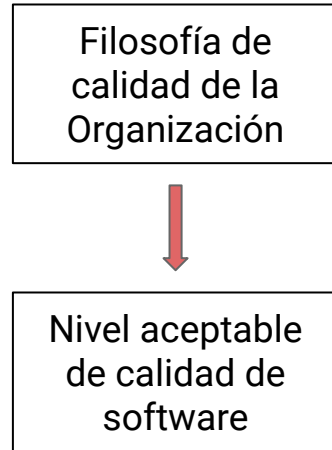 Filosofía de
calidad de la
Organización
Nivel aceptable
de calidad de
software